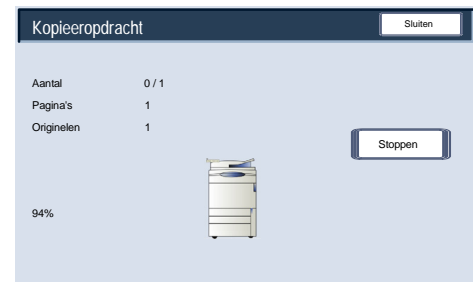 Kopieeropdracht Sluiten
Aantal 0 / 1
Pagina's 1
Originelen 1
Stoppen
94%